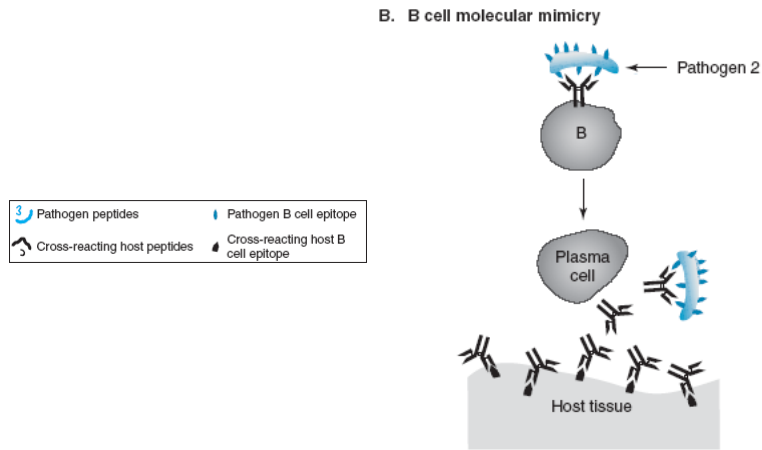 B. B cell molecular mimicry
Pathogen 2
B
3 Pathogen peptides
Pathogen B cell epitope
Cross-reacting host peptides
Cross-reacting host B
cell epitope
Plasma
cell
Host tissue